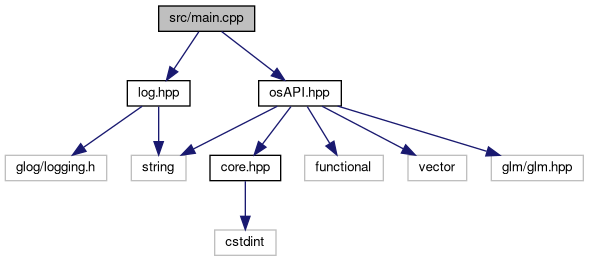 src/main.cpp
log.hpp
osAPI.hpp
glog/logging.h
string
core.hpp
functional
vector
glm/glm.hpp
cstdint